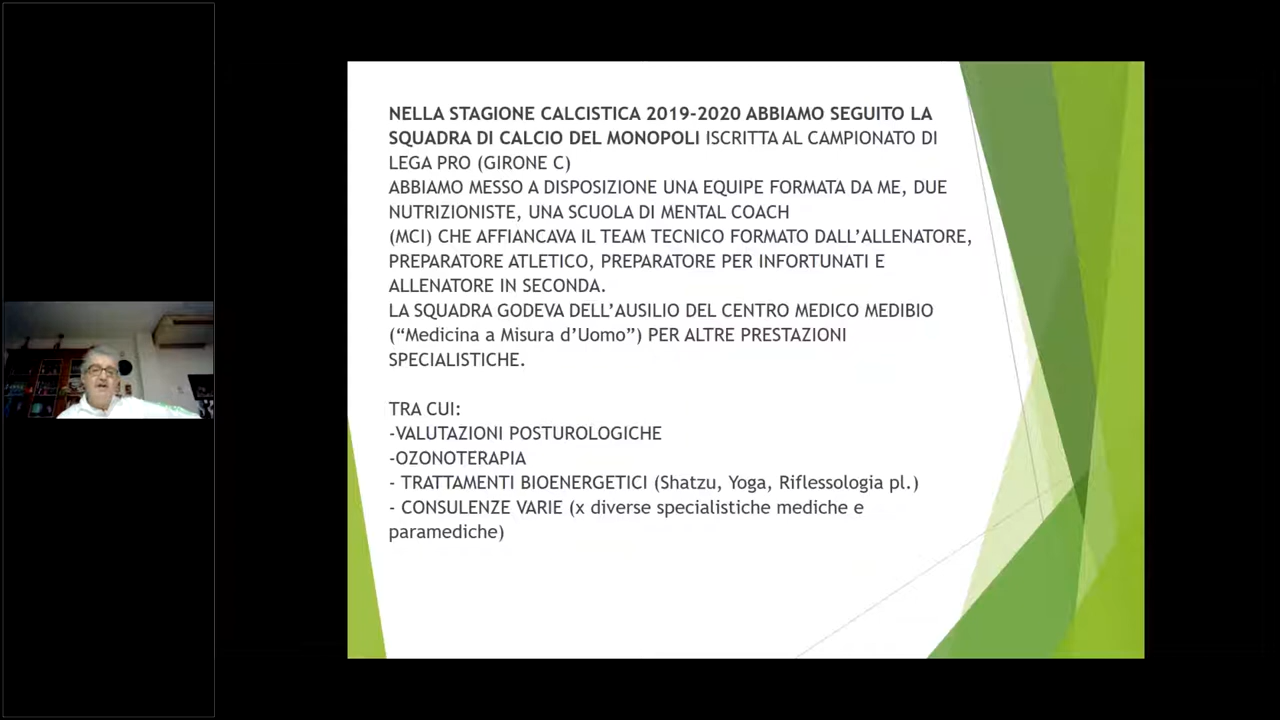 NELLA STAGIONE CALCISTICA 2019-2020 ABBIAMO SEGUITO LA
SQUADRA DI CALCIO DEL MONOPOLI ISCRITTA AL CAMPIONATO DI
LEGA PRO (GIRONE C)
ABBIAMO MESSO A DISPOSIZIONE UNA EQUIPE FORMATA DA ME, DUE
NUTRIZIONISTE, UNA SCUOLA DI MENTAL COACH
(MCI) CHE AFFIANCAVA IL TEAM TECNICO FORMATO DALL’ALLENATORE,
PREPARATORE ATLETICO, PREPARATORE PER INFORTUNATI E
ALLENATORE IN SECONDA.
LA SQUADRA GODEVA DELL’AUSILIO DEL CENTRO MEDICO MEDIBIO
(“Medicina a Misura d’Uomo”) PER ALTRE PRESTAZIONI
SPECIALISTICHE.
TRA CUI:
-VALUTAZIONI POSTUROLOGICHE
-OZONOTERAPIA
- TRATTAMENTI BIOENERGETICI (Shatzu, Yoga, Riflessologia pl.)
- CONSULENZE VARIE (x diverse specialistiche mediche e
paramediche)